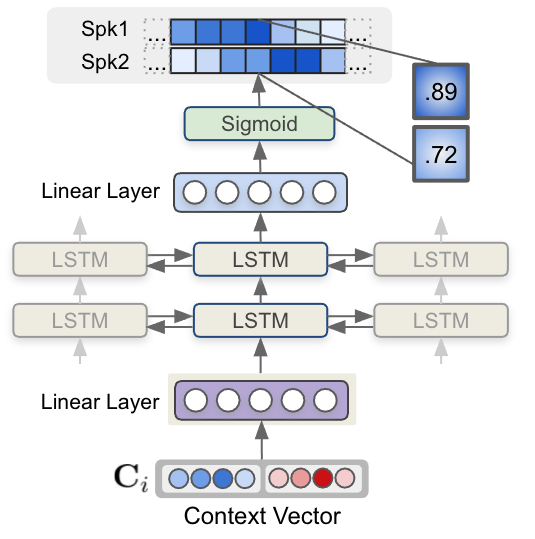 Spk1 ... ...
Spk2 ... ...
.89
Sigmoid
.72
Linear Layer
LSTM LSTM LSTM
LSTM LSTM LSTM
Linear Layer
C_i
Context Vector